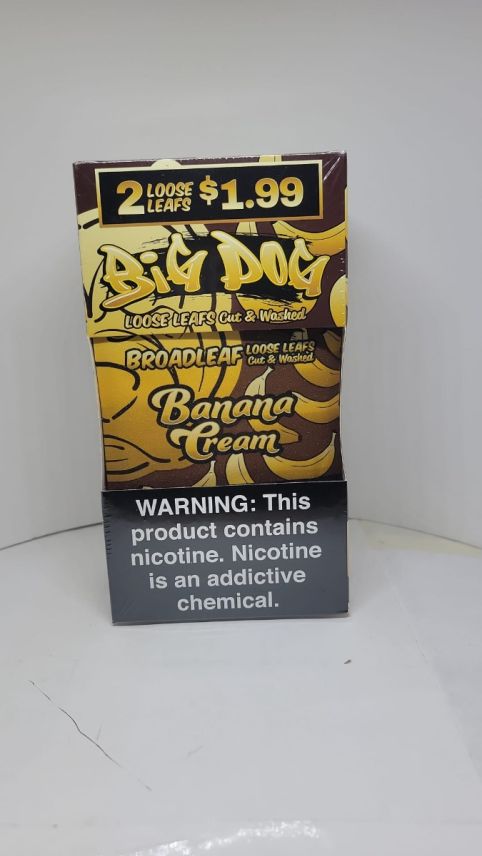 2 LOOSE LEAFS $1.99
BiG DOG
LOOSE LEAFS Cut & Washed
BROADLEAF LOOSE LEAFS Cut & Washed
Banana
Cream
WARNING: This
product contains
nicotine. Nicotine
is an addictive
chemical.